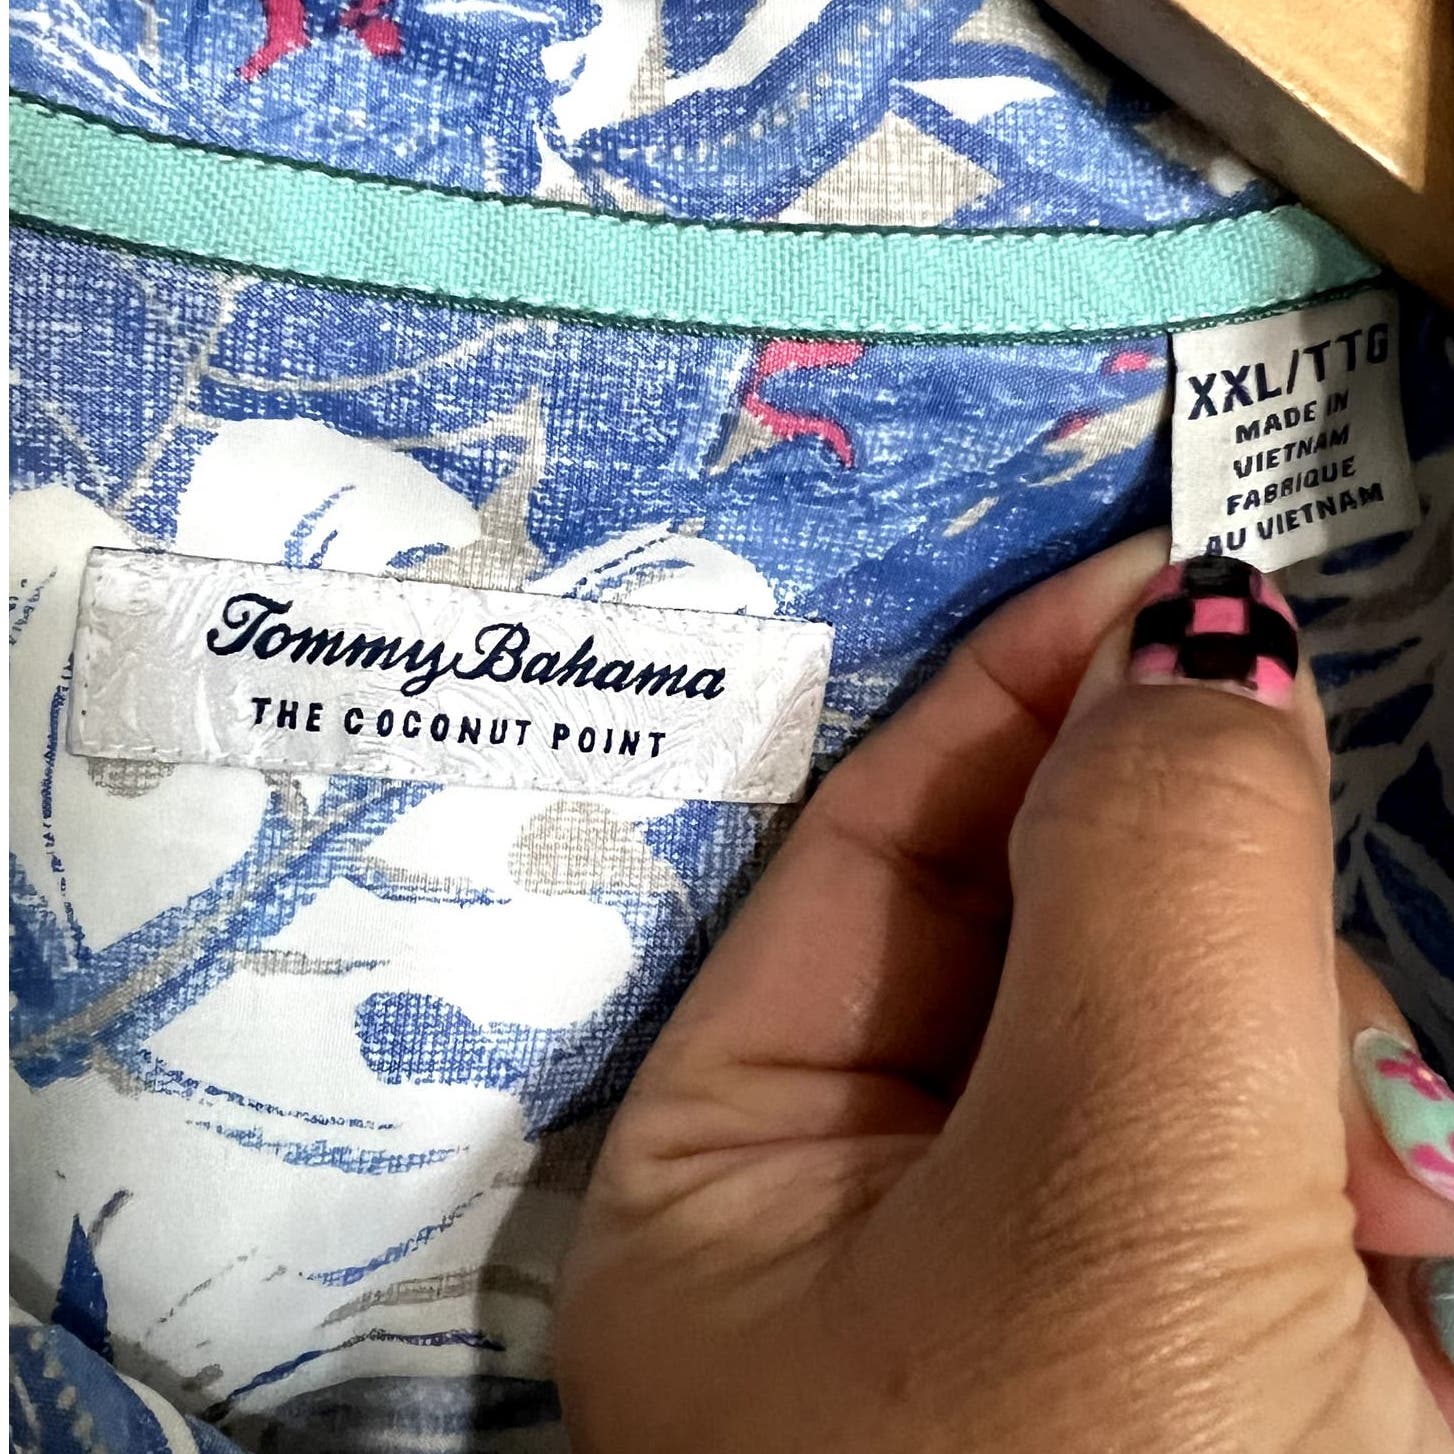 XXL/TTG
MADE IN
VIETNAM
FABRIQUE
AU VIETNAM
Tommy Bahama
THE COCONUT POINT